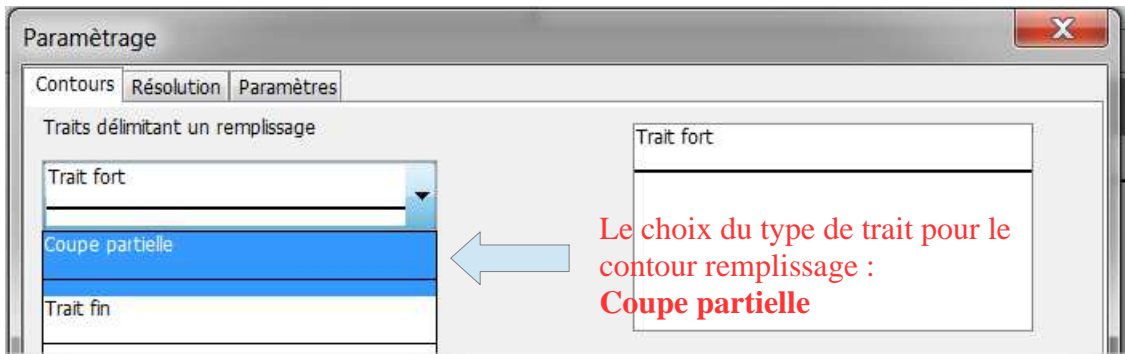 Paramètrage
X
Contours Résolution Paramètres
Traits délimitant un remplissage
Trait fort
Trait fort
Coupe partielle
Trait fin
Le choix du type de trait pour le
contour remplissage :
Coupe partielle